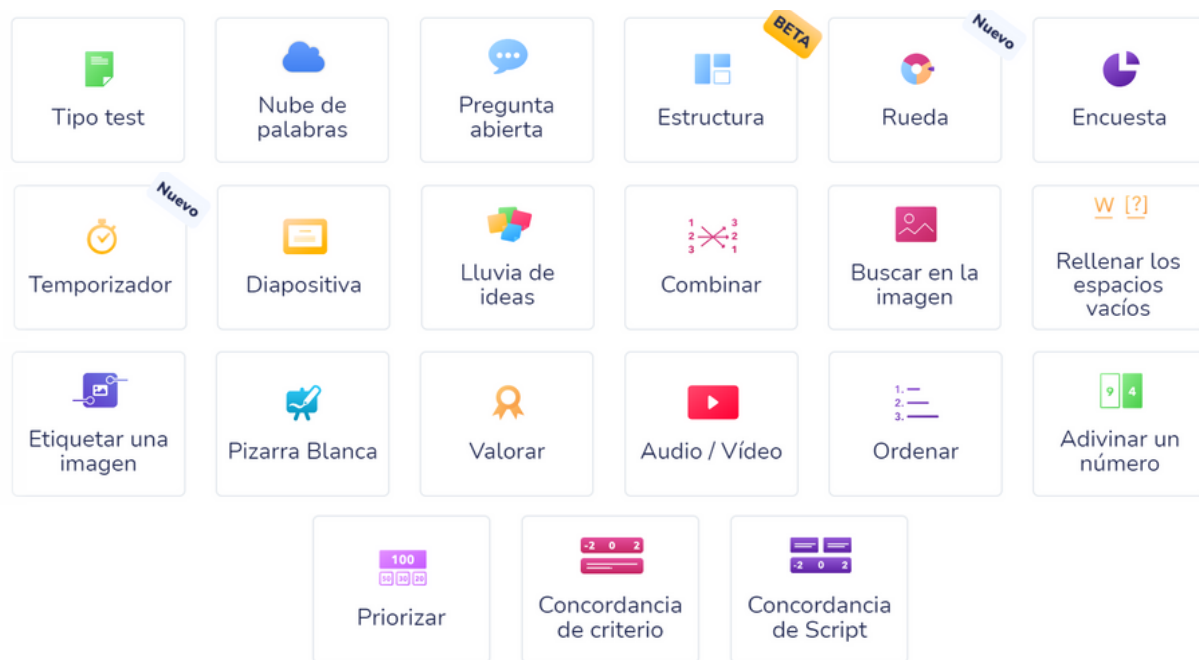 BETA
Nuevo
Tipo test
Nube de
palabras
Pregunta
abierta
Estructura
Rueda
Encuesta
Nuevo
W [?]
1 3
2 2
3 1
Temporizador
Diapositiva
Lluvia de
ideas
Combinar
Buscar en la
imagen
Rellenar los
espacios
vacíos
1.
2.
3.
9 4
Etiquetar una
imagen
Pizarra Blanca
Valorar
Audio / Vídeo
Ordenar
Adivinar un
número
100
50 30 20
Priorizar
-2 0 2
Concordancia
de criterio
-2 0 2
Concordancia
de Script